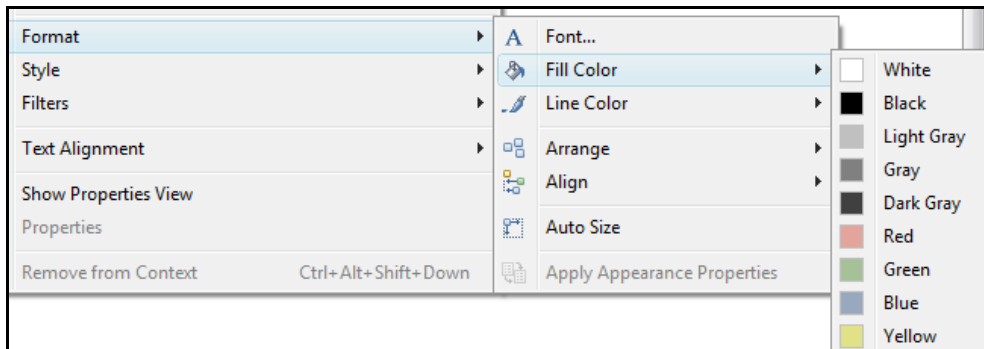 Format
Style
Filters
Text Alignment
Show Properties View
Properties
Remove from Context Ctrl+Alt+Shift+Down
Font...
Fill Color
Line Color
Arrange
Align
Auto Size
Apply Appearance Properties
White
Black
Light Gray
Gray
Dark Gray
Red
Green
Blue
Yellow